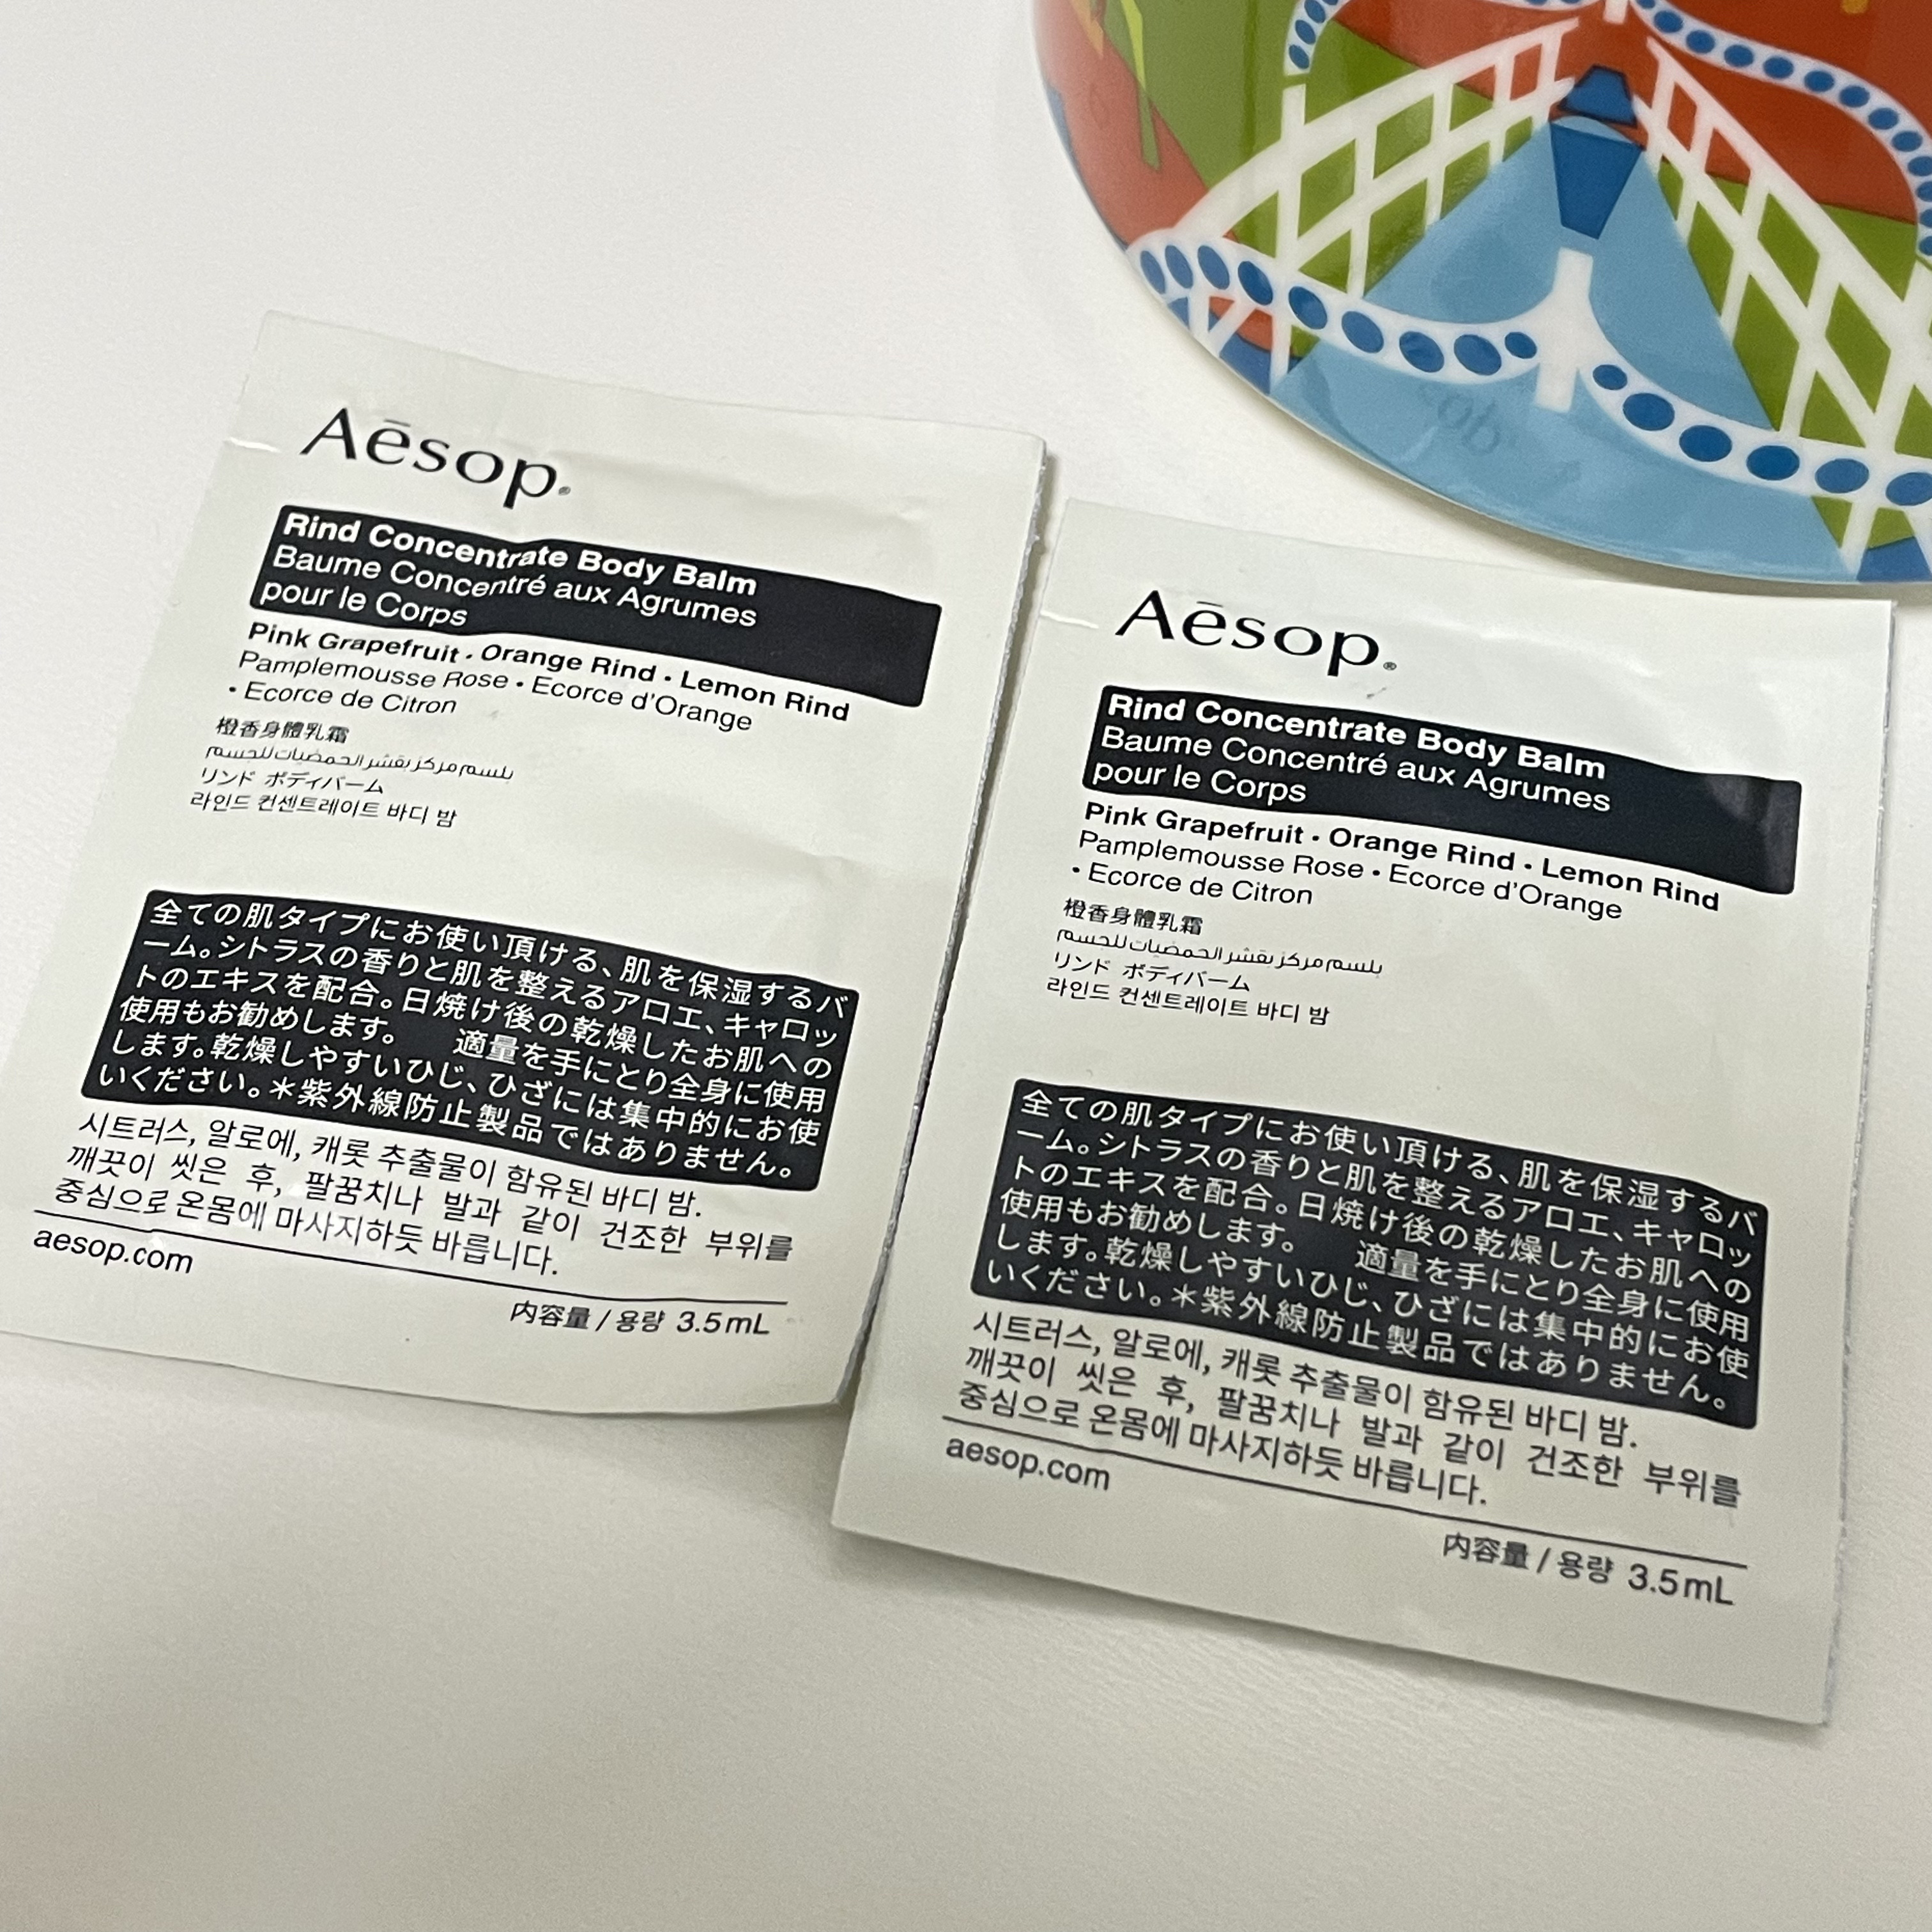 Aēsop®
Rind Concentrate Body Balm
Baume Concentré aux Agrumes
pour le Corps
Pink Grapefruit • Orange Rind • Lemon Rind
Pamplemousse Rose • Ecorce d'Orange
• Ecorce de Citron
橙香身體乳霜
بلسم مركز بقشر الحمضيات للجسم
リンド ボディバーム
라인드 컨센트레이트 바디 밤
全ての肌タイプにお使い頂ける、肌を保湿するバ
ーム。シトラスの香りと肌を整えるアロエ、キャロッ
トのエキスを配合。日焼け後の乾燥したお肌への
使用もお勧めします。 適量を手にとり全身に使用
します。乾燥しやすいひじ、ひざには集中的にお使
いください。＊紫外線防止製品ではありません。
시트러스, 알로에, 캐롯 추출물이 함유된 바디 밤.
깨끗이 씻은 후, 팔꿈치나 발과 같이 건조한 부위를
중심으로 온몸에 마사지하듯 바릅니다.
aesop.com
内容量 / 용량 3.5mL
Aēsop®
Rind Concentrate Body Balm
Baume Concentré aux Agrumes
pour le Corps
Pink Grapefruit • Orange Rind • Lemon Rind
Pamplemousse Rose • Ecorce d'Orange
• Ecorce de Citron
橙香身體乳霜
بلسم مركز بقشر الحمضيات للجسم
リンド ボディバーム
라인드 컨센트레이트 바디 밤
全ての肌タイプにお使い頂ける、肌を保湿するバ
ーム。シトラスの香りと肌を整えるアロエ、キャロッ
トのエキスを配合。日焼け後の乾燥したお肌への
使用もお勧めします。 適量を手にとり全身に使用
します。乾燥しやすいひじ、ひざには集中的にお使
いください。＊紫外線防止製品ではありません。
시트러스, 알로에, 캐롯 추출물이 함유된 바디 밤.
깨끗이 씻은 후, 팔꿈치나 발과 같이 건조한 부위를
중심으로 온몸에 마사지하듯 바릅니다.
aesop.com
内容量 / 용량 3.5mL